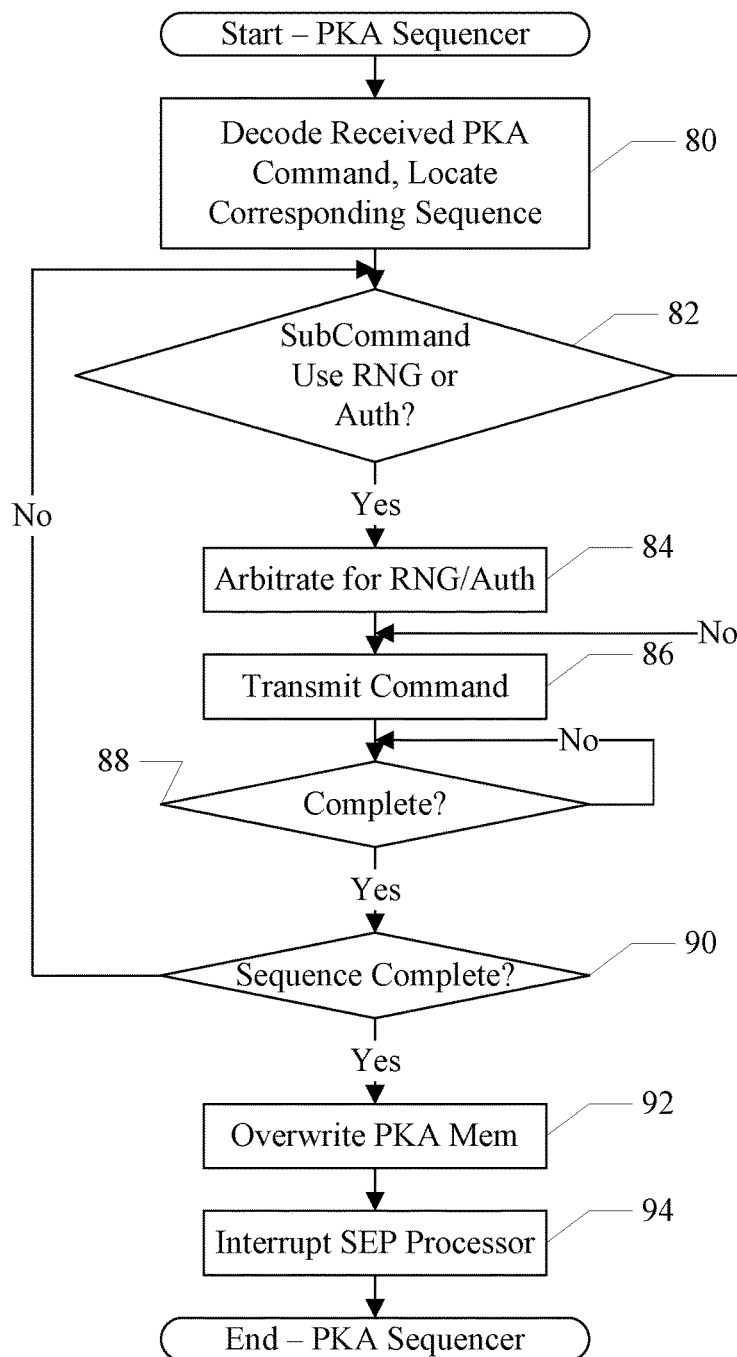 Start – PKA Sequencer
Decode Received PKA
Command, Locate
Corresponding Sequence
80
SubCommand
Use RNG or
Auth?
82
No
Yes
Arbitrate for RNG/Auth
84
No
Transmit Command
86
No
88
Complete?
Yes
Sequence Complete?
90
Yes
Overwrite PKA Mem
92
Interrupt SEP Processor
94
End – PKA Sequencer